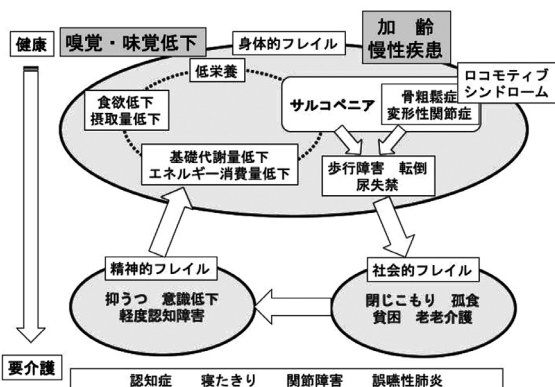 健康
嗅覚・味覚低下
身体的フレイル
加　齢
慢性疾患
低栄養
ロコモティブ
シンドローム
食欲低下
摂取量低下
サルコペニア
骨粗鬆症
変形性関節症
基礎代謝量低下
エネルギー消費量低下
歩行障害　転倒
尿失禁
精神的フレイル
抑うつ　意識低下
軽度認知障害
社会的フレイル
閉じこもり　孤食
貧困　老老介護
要介護
認知症　寝たきり　関節障害　誤嚥性肺炎